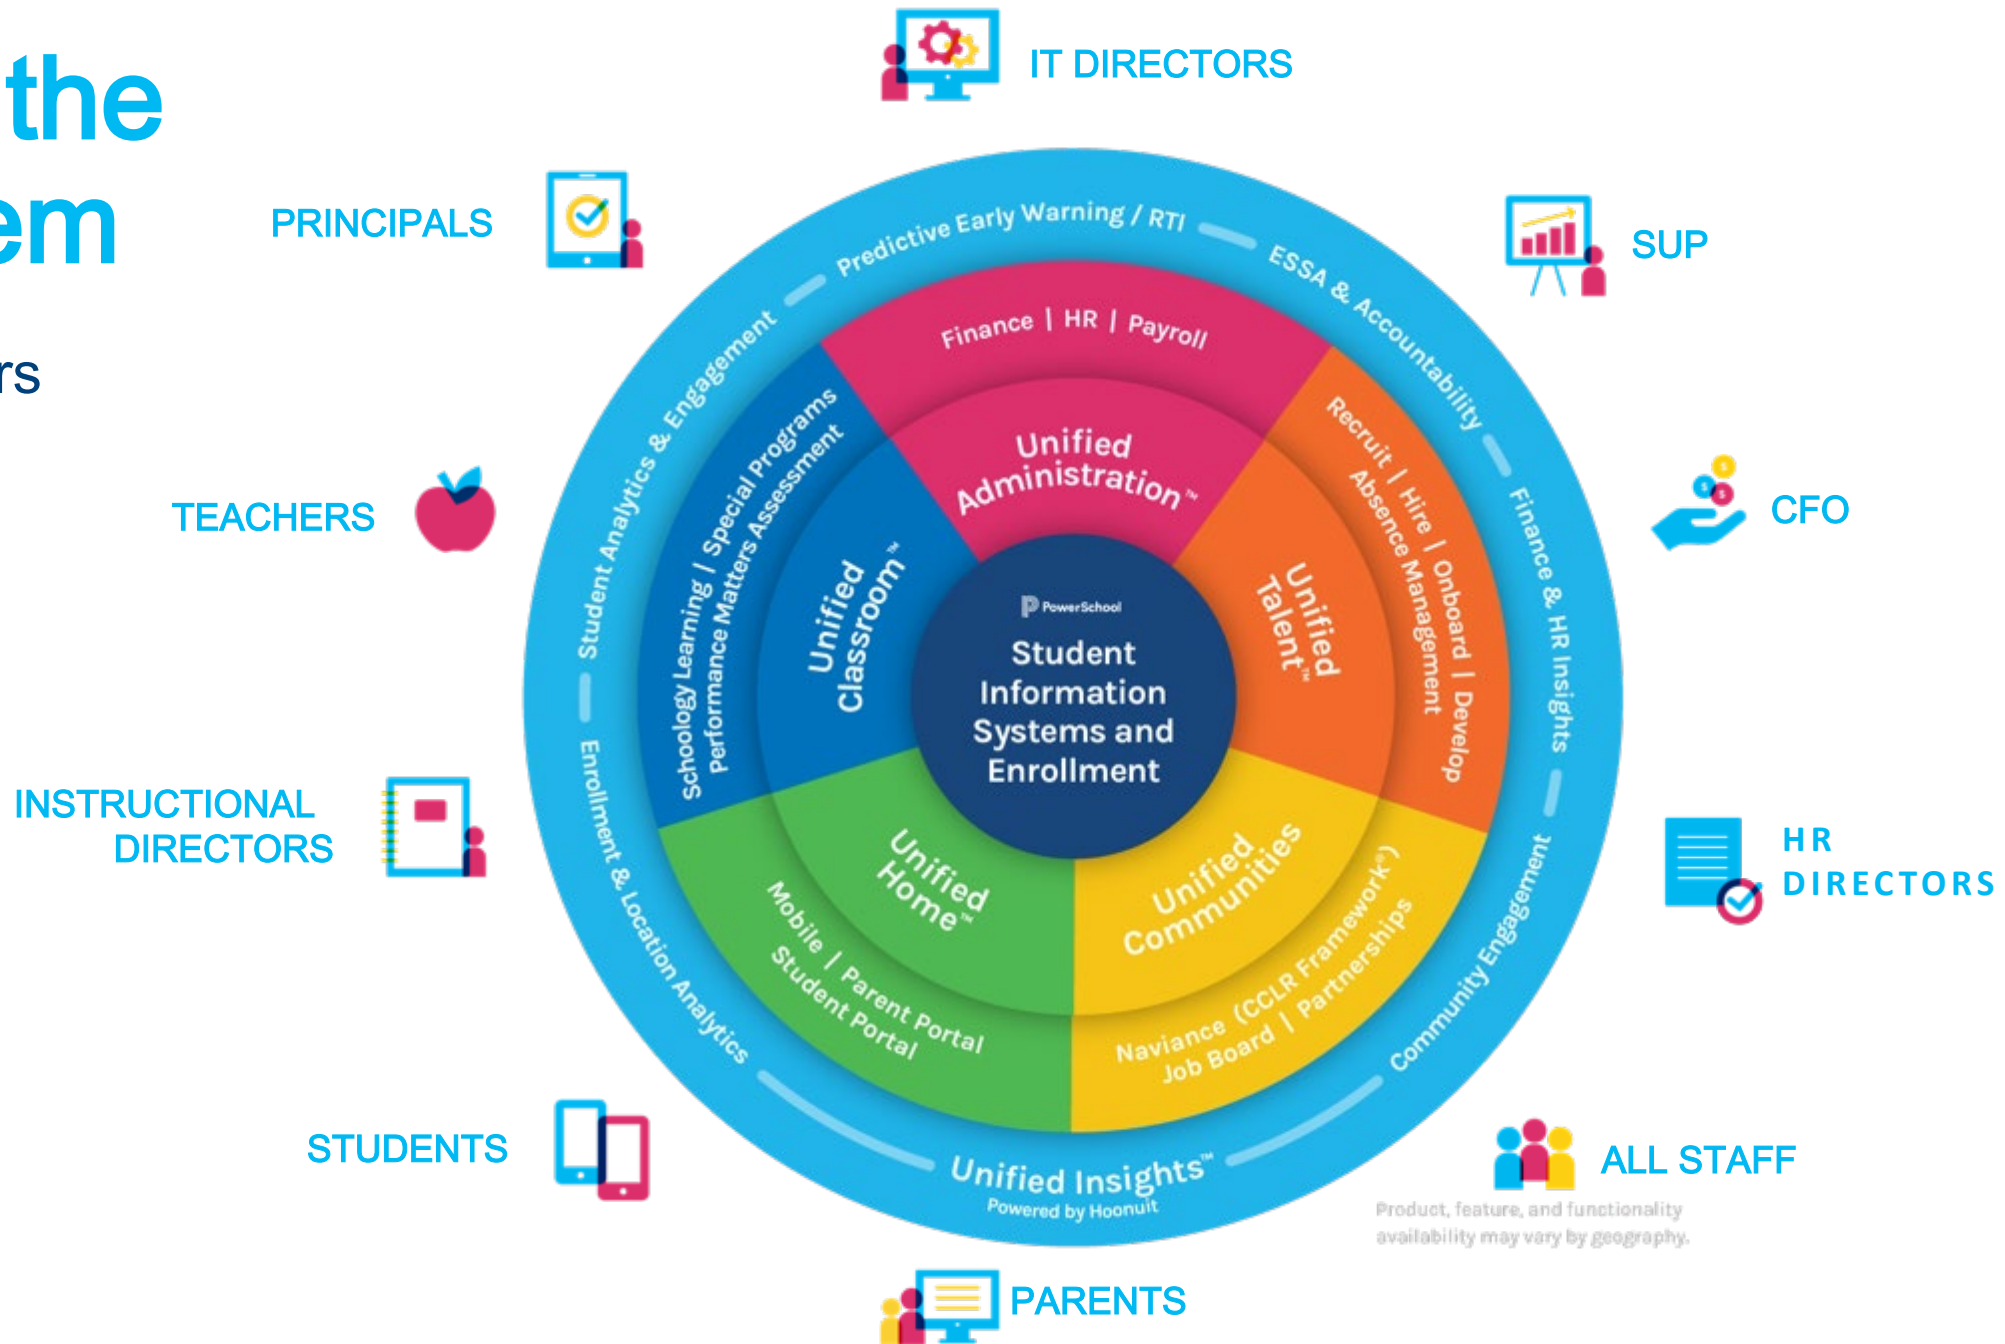 the
em
rs
IT DIRECTORS
PRINCIPALS
SUP
TEACHERS
CFO
INSTRUCTIONAL
DIRECTORS
HR
DIRECTORS
STUDENTS
ALL STAFF
PARENTS
Predictive Early Warning / RTI
ESSA & Accountability
Finance & HR Insights
Community Engagement
Unified Insights™
Powered by Hoonuit
Enrollment & Location Analytics
Student Analytics & Engagement
Finance | HR | Payroll
Unified
Administration™
Recruit | Hire | Onboard | Develop
Absence Management
Unified
Talent™
Unified
Communities
Naviance (CCLR Framework®)
Job Board | Partnerships
Unified
Home™
Mobile | Parent Portal
Student Portal
Schoology Learning | Special Programs
Performance Matters Assessment
Unified
Classroom™
PowerSchool
Student
Information
Systems and
Enrollment
Product, feature, and functionality
availability may vary by geography.